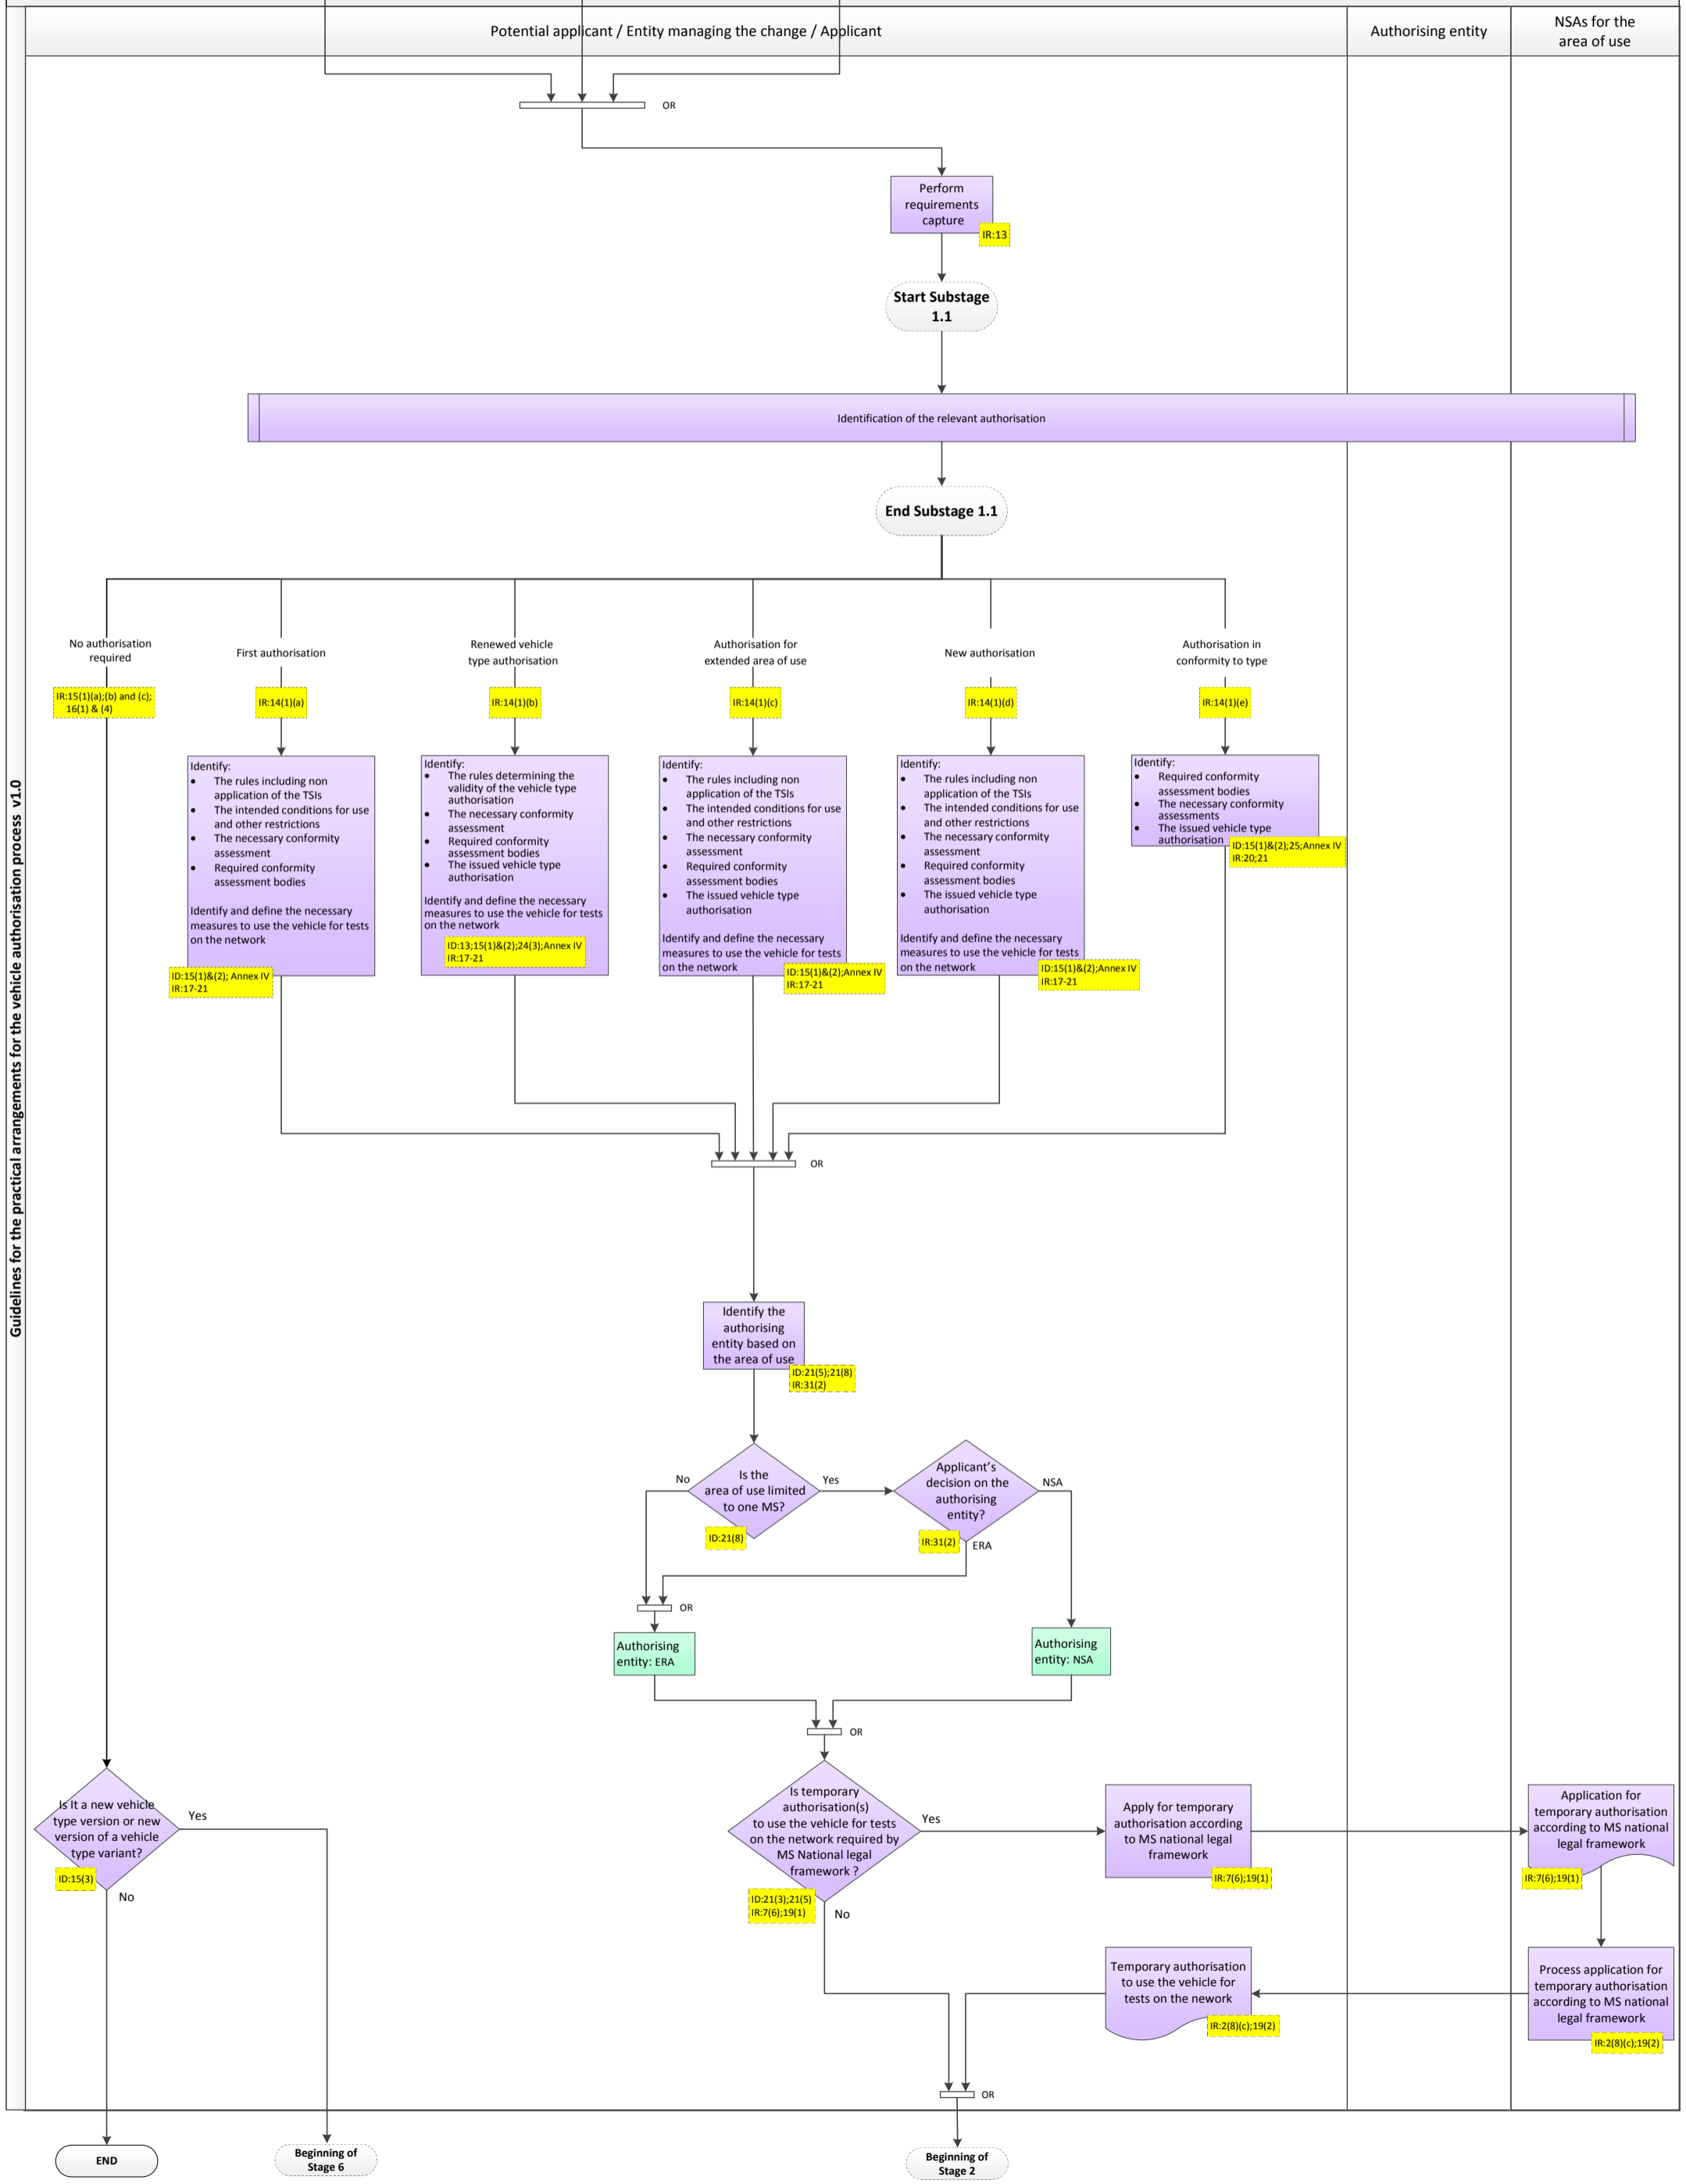 Guidelines for the practical arrangements for the vehicle authorisation process  v1.0
Potential applicant / Entity managing the change / Applicant
Authorising entity
NSAs for the
area of use
OR
Perform
requirements
capture
IR:13
Start Substage
1.1
Identification of the relevant authorisation
End Substage 1.1
No authorisation
required
IR:15(1)(a);(b) and (c);
16(1) & (4)
First authorisation
IR:14(1)(a)
Renewed vehicle
type authorisation
IR:14(1)(b)
Authorisation for
extended area of use
IR:14(1)(c)
New authorisation
IR:14(1)(d)
Authorisation in
conformity to type
IR:14(1)(e)
Identify:
• The rules including non
application of the TSIs
• The intended conditions for use
and other restrictions
• The necessary conformity
assessment
• Required conformity
assessment bodies
Identify and define the necessary
measures to use the vehicle for tests
on the network
ID:15(1)&(2); Annex IV
IR:17-21
Identify:
• The rules determining the
validity of the vehicle type
authorisation
• The necessary conformity
assessment
• Required conformity
assessment bodies
• The issued vehicle type
authorisation
Identify and define the necessary
measures to use the vehicle for tests
on the network
ID:13;15(1)&(2);24(3);Annex IV
IR:17-21
Identify:
• The rules including non
application of the TSIs
• The intended conditions for use
and other restrictions
• The necessary conformity
assessment
• Required conformity
assessment bodies
• The issued vehicle type
authorisation
Identify and define the necessary
measures to use the vehicle for tests
on the network
ID:15(1)&(2);Annex IV
IR:17-21
Identify:
• The rules including non
application of the TSIs
• The intended conditions for use
and other restrictions
• The necessary conformity
assessment
• Required conformity
assessment bodies
• The issued vehicle type
authorisation
Identify and define the necessary
measures to use the vehicle for tests
on the network
ID:15(1)&(2);Annex IV
IR:17-21
Identify:
• Required conformity
assessment bodies
• The necessary conformity
assessments
• The issued vehicle type
authorisation
ID:15(1)&(2);25;Annex IV
IR:20;21
OR
Identify the
authorising
entity based on
the area of use
ID:21(5);21(8)
IR:31(2)
Is the
area of use limited
to one MS?
No
Yes
ID:21(8)
Applicant's
decision on the
authorising
entity?
NSA
IR:31(2)
ERA
OR
Authorising
entity: ERA
Authorising
entity: NSA
OR
Is It a new vehicle
type version or new
version of a vehicle
type variant?
Yes
ID:15(3)
No
Is temporary
authorisation(s)
to use the vehicle for tests
on the network required by
MS National legal
framework ?
Yes
ID:21(3);21(5)
IR:7(6);19(1)
No
Apply for temporary
authorisation according
to MS national legal
framework
IR:7(6);19(1)
Application for
temporary authorisation
according to MS national
legal framework
IR:7(6);19(1)
Temporary authorisation
to use the vehicle for
tests on the nework
IR:2(8)(c);19(2)
Process application for
temporary authorisation
according to MS national
legal framework
IR:2(8)(c);19(2)
OR
END
Beginning of
Stage 6
Beginning of
Stage 2